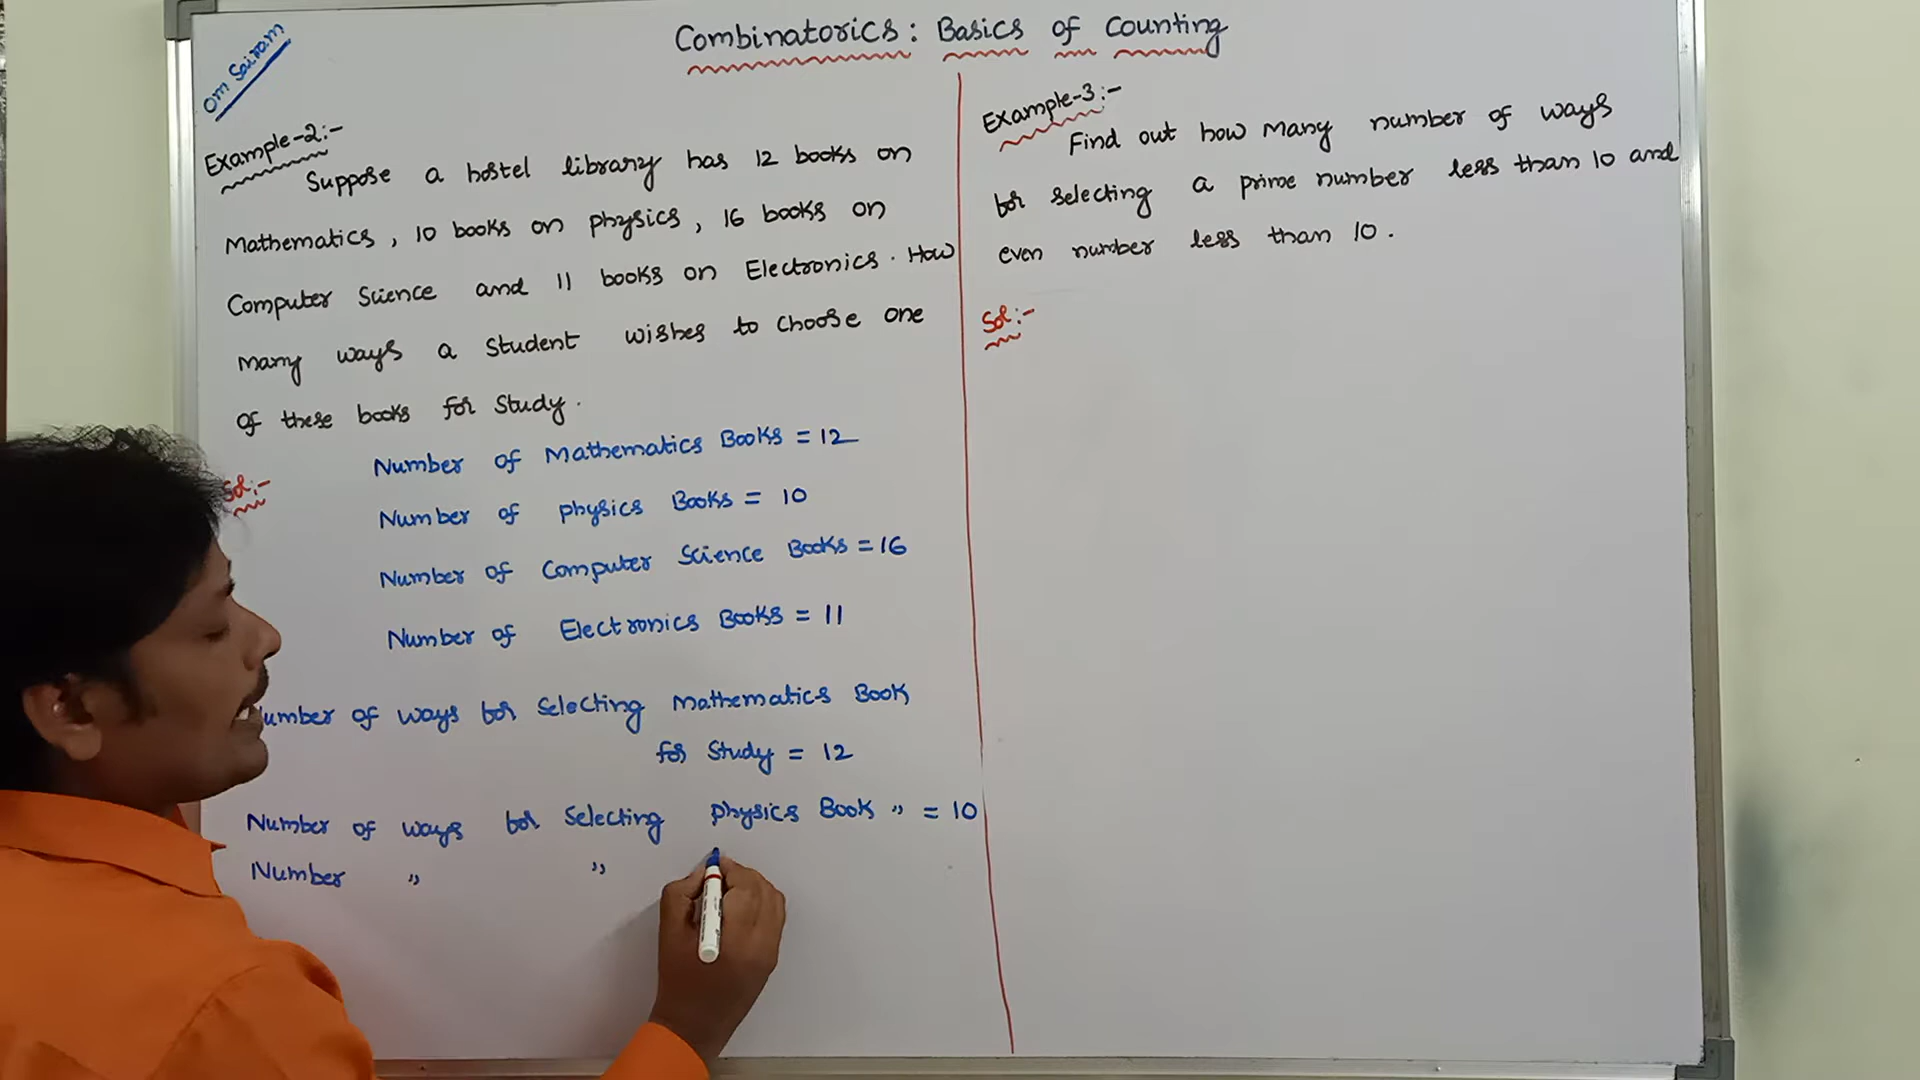 Combinatorics: Basics of Counting
Om Sairam
Example-2:-
Suppose a hostel library has 12 books on
Mathematics, 10 books on physics, 16 books on
Computer Science and 11 books on Electronics. How
many ways a student wishes to choose one
of these books for study.
Sol:-
Number of Mathematics Books = 12
Number of physics Books = 10
Number of Computer Science Books = 16
Number of Electronics Books = 11
umber of ways for selecting Mathematics Book
for study = 12
Number of ways for selecting physics Book " = 10
Number " "
Example-3:-
Find out how many number of ways
for selecting a prime number less than 10 and
even number less than 10.
Sol:-